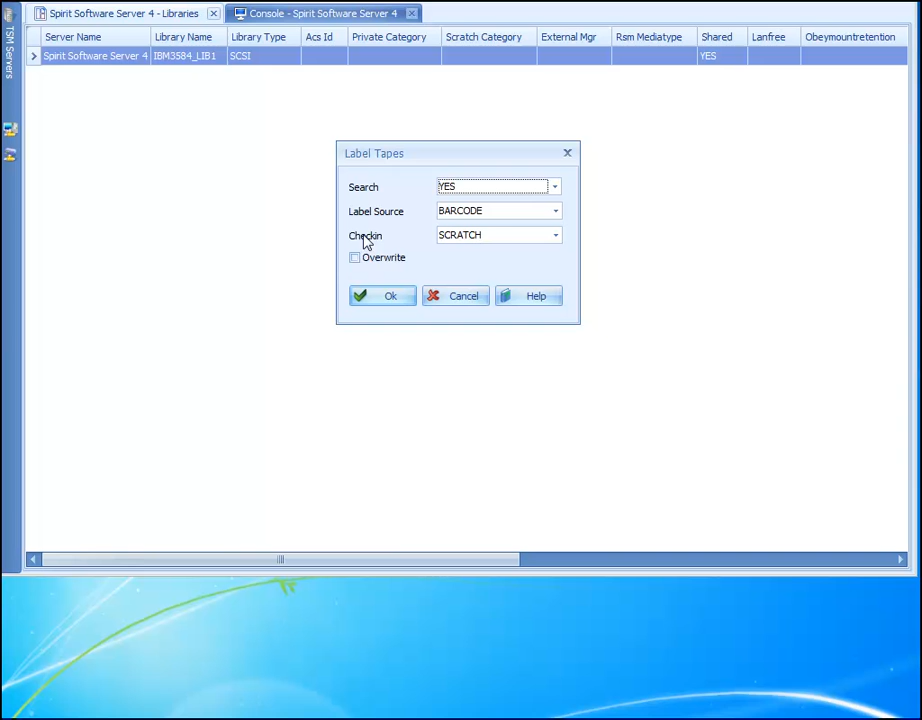 Spirit Software Server 4 - Libraries
Console - Spirit Software Server 4
TSM Servers
Server Name Library Name Library Type Acs Id Private Category Scratch Category External Mgr Rsm Mediatype Shared Lanfree Obeymountretention
Spirit Software Server 4 IBM3584_LIB1 SCSI YES
Label Tapes
Search YES
Label Source BARCODE
Checkin SCRATCH
Overwrite
Ok Cancel Help